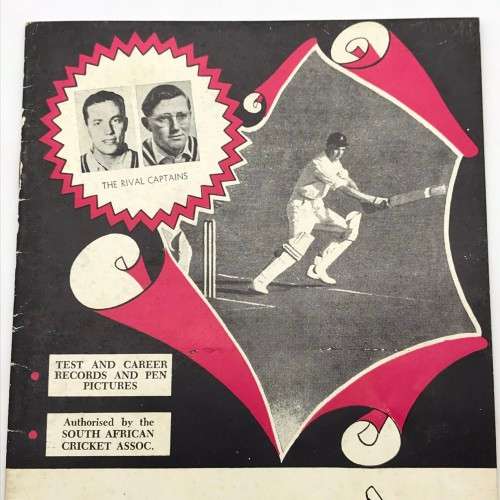 THE RIVAL CAPTAINS
TEST AND CAREER
RECORDS AND PEN
PICTURES
Authorised by the
SOUTH AFRICAN
CRICKET ASSOC.